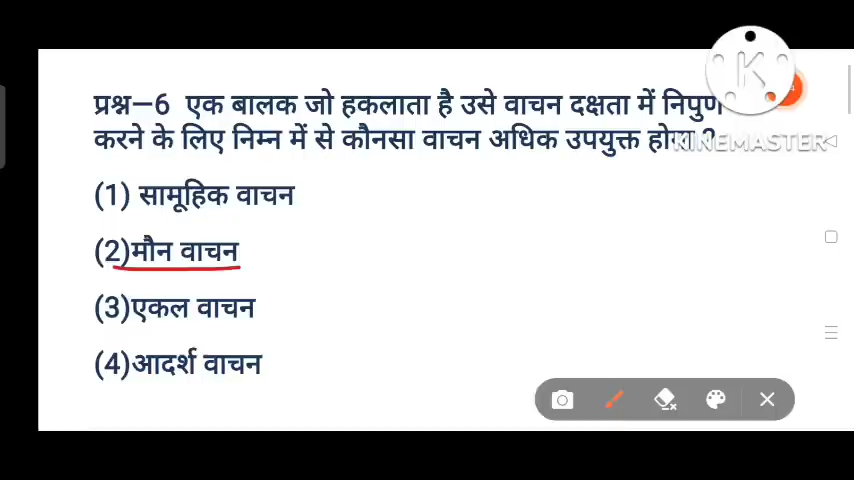 प्रश्न–6 एक बालक जो हकलाता है उसे वाचन दक्षता में निपुण
करने के लिए निम्न में से कौनसा वाचन अधिक उपयुक्त होगा ?
KINEMASTER
(1) सामूहिक वाचन
(2)मौन वाचन
(3)एकल वाचन
(4)आदर्श वाचन